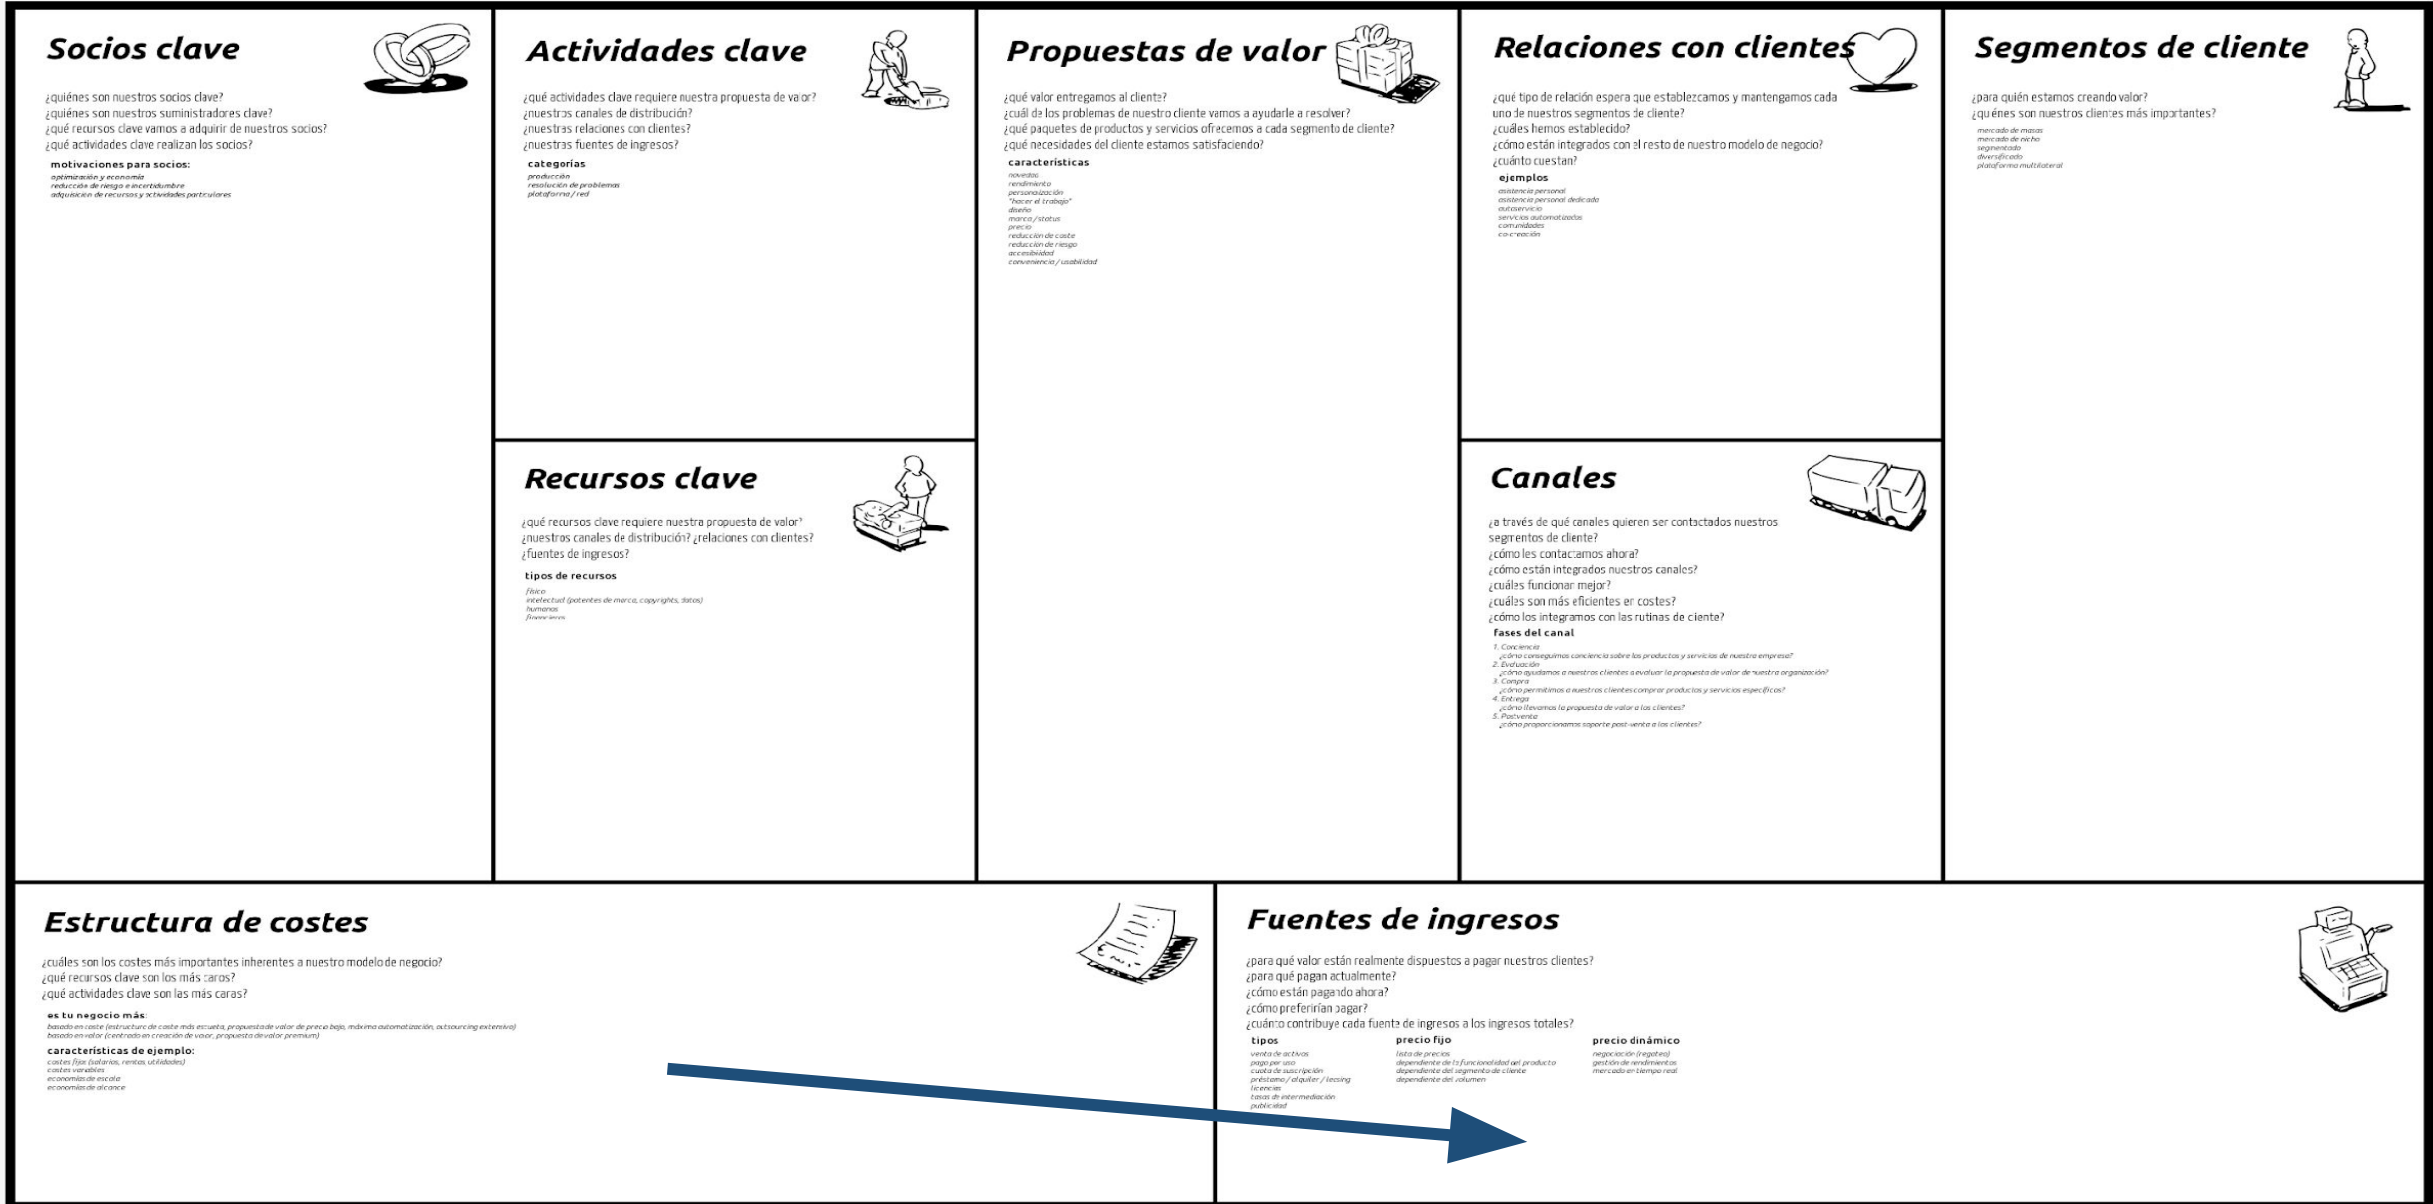 Socios clave
¿quiénes son nuestros socios clave?
¿quiénes son nuestros suministradores clave?
¿qué recursos clave vamos a adquirir de nuestros socios?
¿qué actividades clave realizan los socios?
motivaciones para socios:
optimización y economía
reducción de riesgo e incertidumbre
adquisición de recursos y actividades particulares
Actividades clave
¿qué actividades clave requiere nuestra propuesta de valor?
¿nuestros canales de distribución?
¿nuestras relaciones con clientes?
¿nuestras fuentes de ingresos?
categorías
producción
resolución de problemas
plataforma / red
Recursos clave
¿qué recursos clave requiere nuestra propuesta de valor?
¿nuestros canales de distribución? ¿relaciones con clientes?
¿fuentes de ingresos?
tipos de recursos
físico
intelectual (patentes de marca, copyrights, datos)
humanos
financieros
Propuestas de valor
¿qué valor entregamos al cliente?
¿cuál de los problemas de nuestro cliente vamos a ayudarle a resolver?
¿qué paquetes de productos y servicios ofrecemos a cada segmento de cliente?
¿qué necesidades del cliente estamos satisfaciendo?
características
novedad
rendimiento
personalización
"hacer el trabajo"
diseño
marca / status
precio
reducción de coste
reducción de riesgo
accesibilidad
conveniencia / usabilidad
Relaciones con clientes
¿qué tipo de relación espera que establezcamos y mantengamos cada
uno de nuestros segmentos de cliente?
¿cuáles hemos establecido?
¿cómo están integrados con el resto de nuestro modelo de negocio?
¿cuánto cuestan?
ejemplos
asistencia personal
asistencia personal dedicada
autoservicio
servicios automatizados
comunidades
co-creación
Canales
¿a través de qué canales quieren ser contactados nuestros
segmentos de cliente?
¿cómo les contactamos ahora?
¿cómo están integrados nuestros canales?
¿cuáles funcionan mejor?
¿cuáles son más eficientes en costes?
¿cómo los integramos con las rutinas de cliente?
fases del canal
1. Conciencia
¿cómo conseguimos conciencia sobre los productos y servicios de nuestra empresa?
2. Evaluación
¿cómo ayudamos a nuestros clientes a evaluar la propuesta de valor de nuestra organización?
3. Compra
¿cómo permitimos a nuestros clientes comprar productos y servicios específicos?
4. Entrega
¿cómo llevamos la propuesta de valor a los clientes?
5. Postventa
¿cómo proporcionamos soporte post-venta a los clientes?
Segmentos de cliente
¿para quién estamos creando valor?
¿quiénes son nuestros clientes más importantes?
mercado de masas
mercado de nicho
segmentado
diversificado
plataforma multilateral
Estructura de costes
¿cuáles son los costes más importantes inherentes a nuestro modelo de negocio?
¿qué recursos clave son los más caros?
¿qué actividades clave son las más caras?
es tu negocio más:
basado en coste (estructura de coste más escueta, propuesta de valor de precio bajo, máxima automatización, outsourcing extensivo)
basado en valor (centrado en creación de valor, propuesta de valor premium)
características de ejemplo:
costes fijos (salarios, rentas, utilidades)
costes variables
economías de escala
economías de alcance
Fuentes de ingresos
¿para qué valor están realmente dispuestos a pagar nuestros clientes?
¿para qué pagan actualmente?
¿cómo están pagando ahora?
¿cómo preferirían pagar?
¿cuánto contribuye cada fuente de ingresos a los ingresos totales?
tipos
venta de activos
pago por uso
cuota de suscripción
préstamo / alquiler / leasing
licencias
tasas de intermediación
publicidad
precio fijo
lista de precios
dependiente de la funcionalidad del producto
dependiente del segmento de cliente
dependiente del volumen
precio dinámico
negociación (regateo)
gestión de rendimientos
mercado en tiempo real